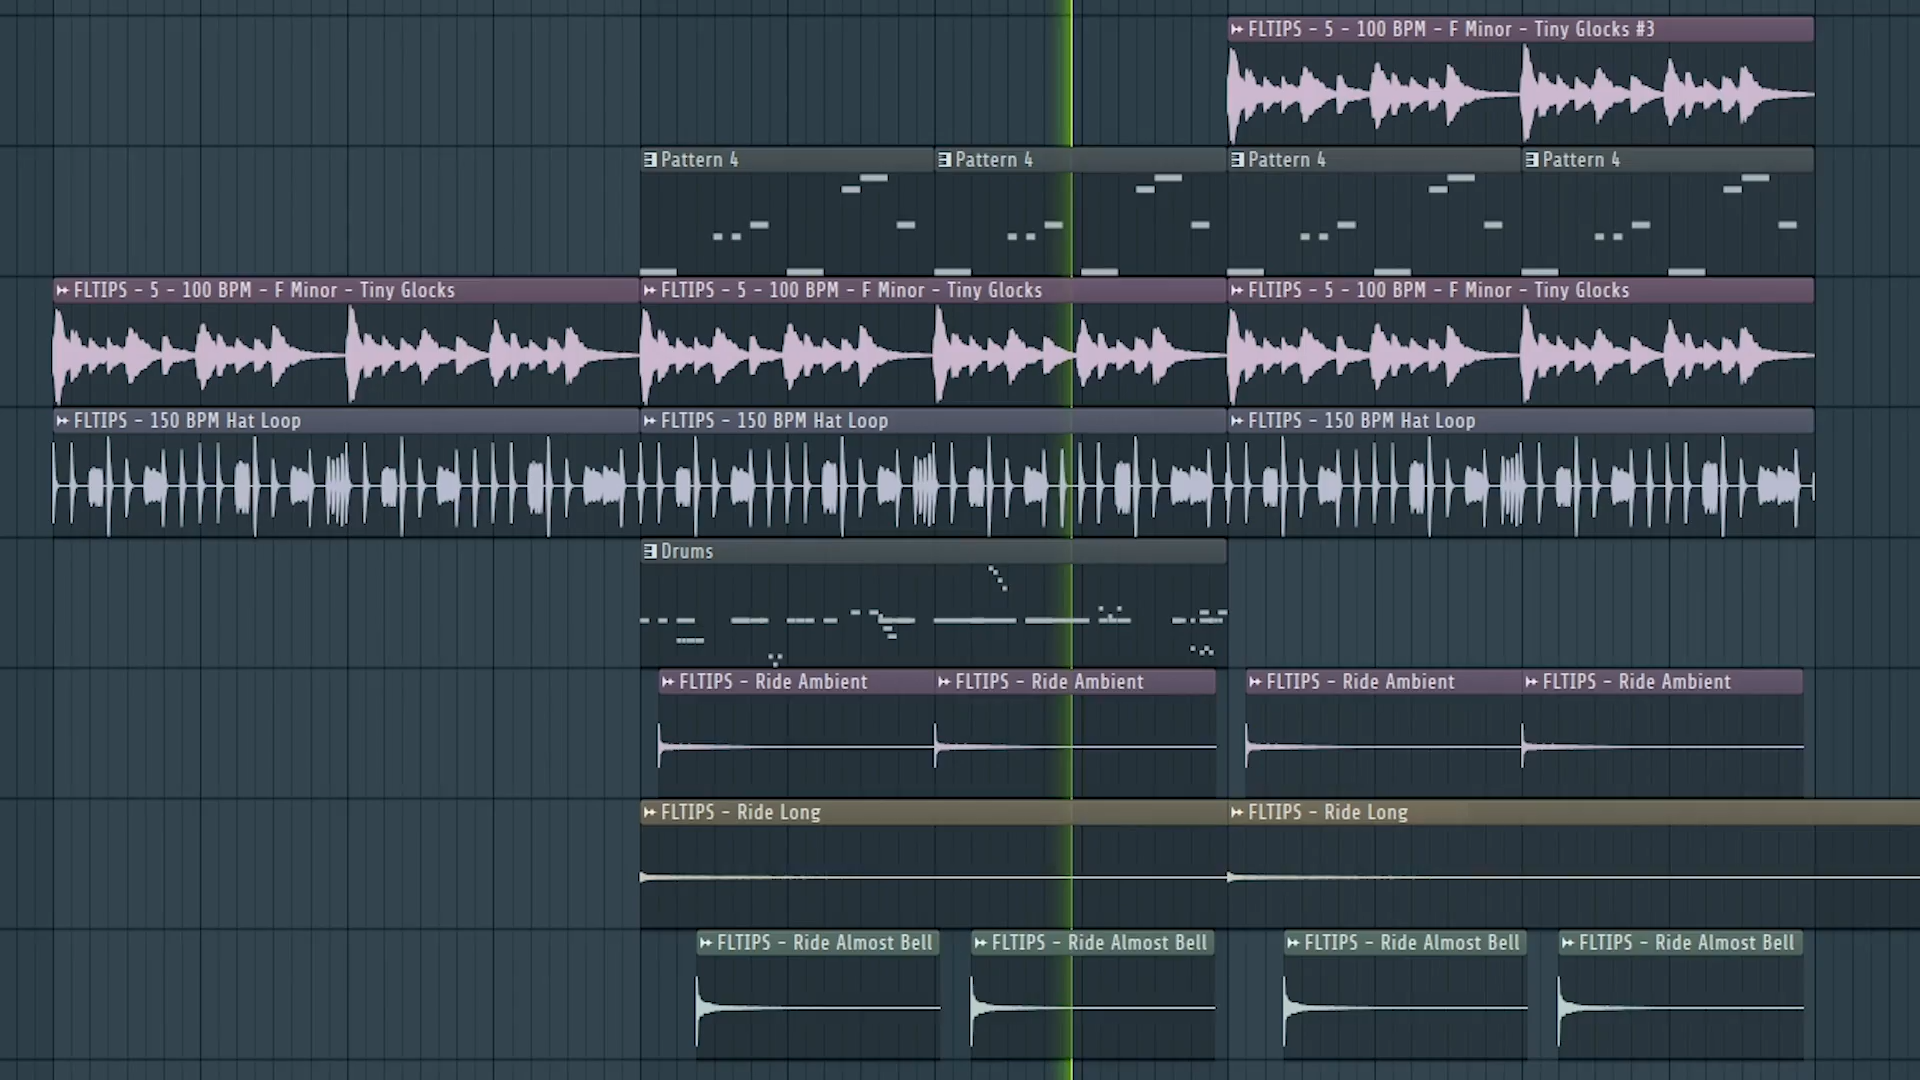 FLTIPS - 5 - 100 BPM - F Minor - Tiny Glocks #3
Pattern 4
Pattern 4
Pattern 4
Pattern 4
FLTIPS - 5 - 100 BPM - F Minor - Tiny Glocks
FLTIPS - 5 - 100 BPM - F Minor - Tiny Glocks
FLTIPS - 5 - 100 BPM - F Minor - Tiny Glocks
FLTIPS - 150 BPM Hat Loop
FLTIPS - 150 BPM Hat Loop
FLTIPS - 150 BPM Hat Loop
Drums
FLTIPS - Ride Ambient
FLTIPS - Ride Ambient
FLTIPS - Ride Ambient
FLTIPS - Ride Ambient
FLTIPS - Ride Long
FLTIPS - Ride Long
FLTIPS - Ride Almost Bell
FLTIPS - Ride Almost Bell
FLTIPS - Ride Almost Bell
FLTIPS - Ride Almost Bell